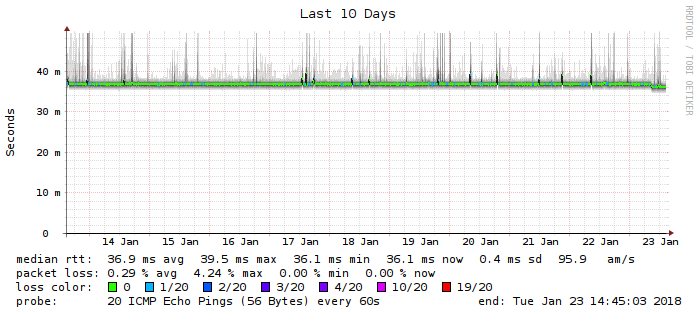 Last 10 Days
RRDTOOL / TOBI OETIKER
Seconds
40 m
30 m
20 m
10 m
0
14 Jan 15 Jan 16 Jan 17 Jan 18 Jan 19 Jan 20 Jan 21 Jan 22 Jan 23 Jan
median rtt: 36.9 ms avg 39.5 ms max 36.1 ms min 36.1 ms now 0.4 ms sd 95.9 am/s
packet loss: 0.29 % avg 4.24 % max 0.00 % min 0.00 % now
loss color: 0 1/20 2/20 3/20 4/20 10/20 19/20
probe: 20 ICMP Echo Pings (56 Bytes) every 60s end: Tue Jan 23 14:45:03 2018